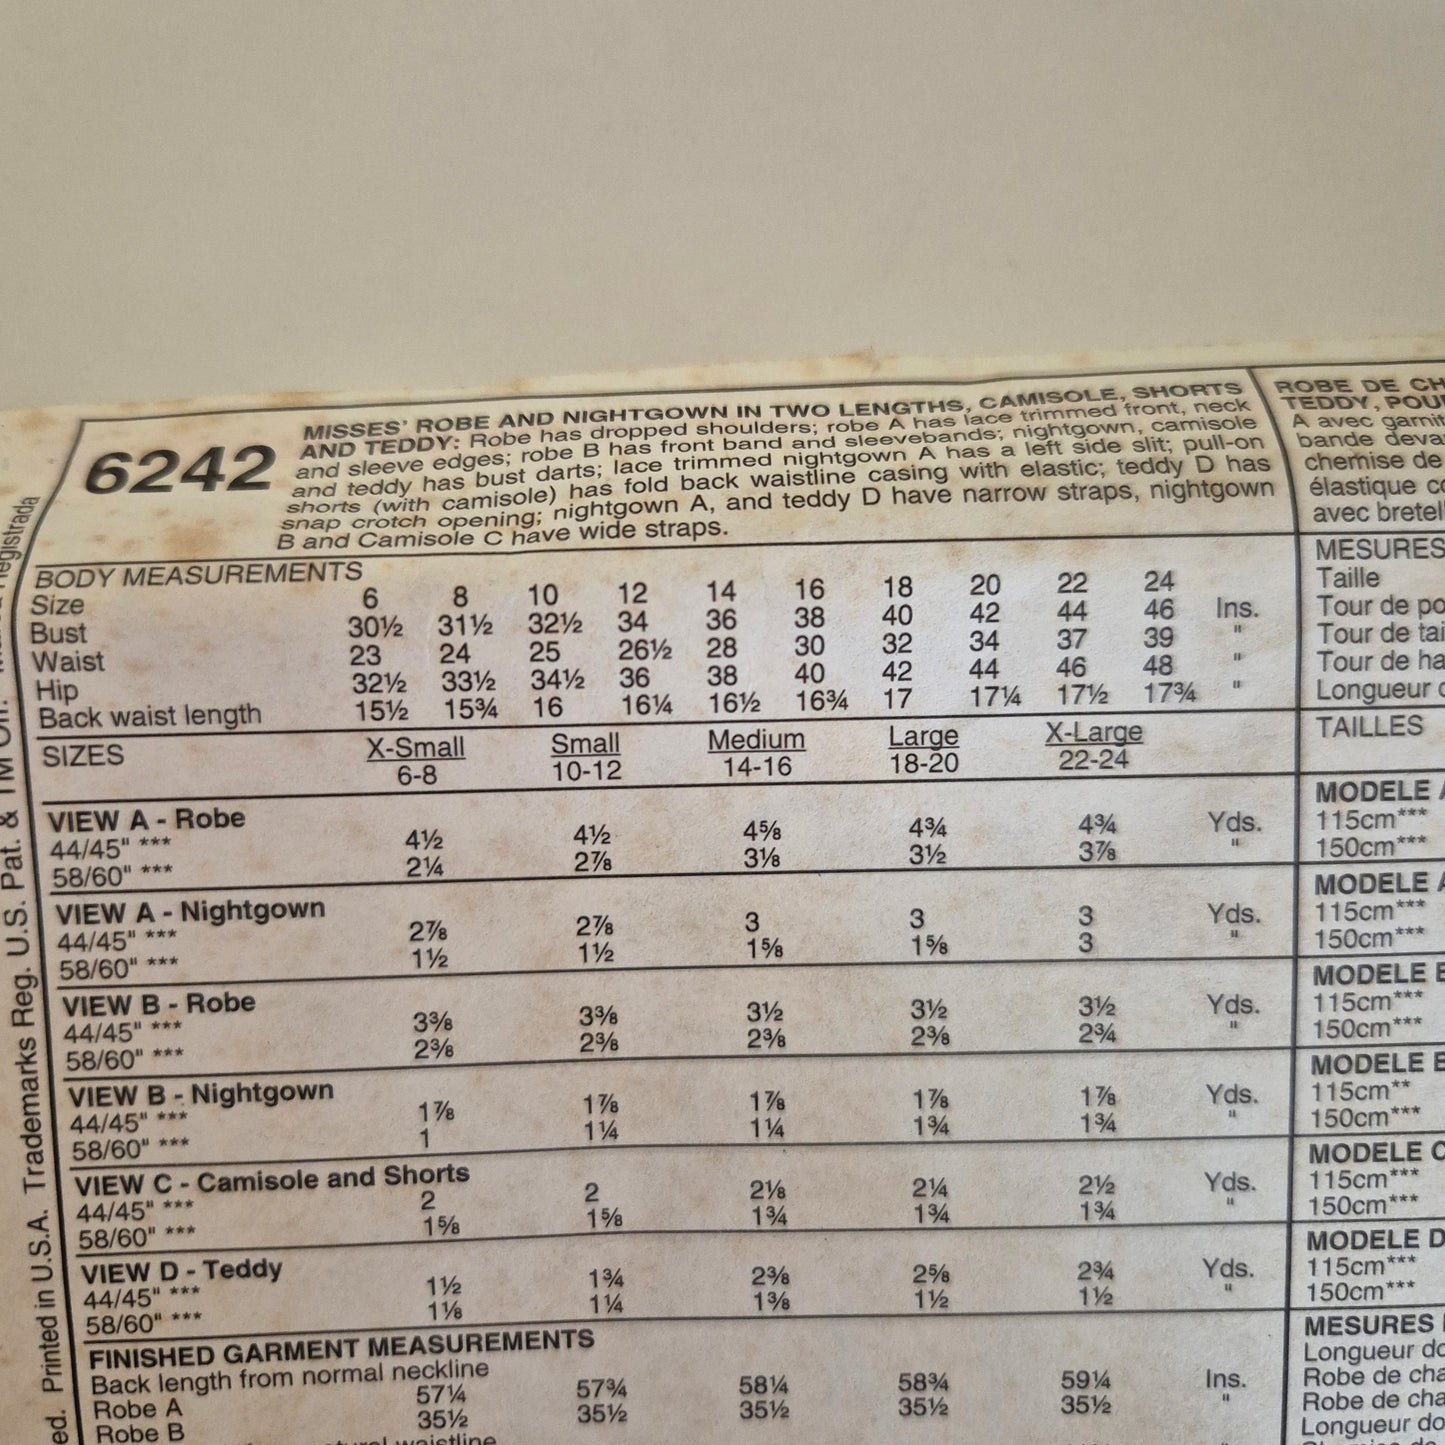 6242
MISSES' ROBE AND NIGHTGOWN IN TWO LENGTHS, CAMISOLE, SHORTS
AND TEDDY: Robe has dropped shoulders; robe A has lace trimmed front, neck
and sleeve edges; robe B has front band and sleevebands; nightgown, camisole
and teddy has bust darts; lace trimmed nightgown A has a left side slit; pull-on
shorts (with camisole) has fold back waistline casing with elastic; teddy D has
snap crotch opening; nightgown A, and teddy D have narrow straps, nightgown
B and Camisole C have wide straps.
BODY MEASUREMENTS
Size 6 8 10 12 14 16 18 20 22 24
Bust 30½ 31½ 32½ 34 36 38 40 42 44 46 Ins.
Waist 23 24 25 26½ 28 30 32 34 37 39 "
Hip 32½ 33½ 34½ 36 38 40 42 44 46 48 "
Back waist length 15½ 15¾ 16 16¼ 16½ 16¾ 17 17¼ 17½ 17¾ "
SIZES X-Small Small Medium Large X-Large
6-8 10-12 14-16 18-20 22-24
VIEW A - Robe
44/45" *** 4½ 4½ 4⅝ 4¾ 4¾ Yds.
58/60" *** 2¼ 2⅞ 3⅛ 3½ 3⅞ "
VIEW A - Nightgown
44/45" *** 2⅞ 2⅞ 3 3 3 Yds.
58/60" *** 1½ 1½ 1⅝ 1⅝ 3 "
VIEW B - Robe
44/45" *** 3⅜ 3⅜ 3½ 3½ 3½ Yds.
58/60" *** 2⅜ 2⅜ 2⅜ 2⅜ 2¾ "
VIEW B - Nightgown
44/45" *** 1⅞ 1⅞ 1⅞ 1⅞ 1⅞ Yds.
58/60" *** 1 1¼ 1¼ 1¾ 1¾ "
VIEW C - Camisole and Shorts
44/45" *** 2 2 2⅛ 2¼ 2½ Yds.
58/60" *** 1⅝ 1⅝ 1¾ 1¾ 1¾ "
VIEW D - Teddy
44/45" *** 1½ 1¾ 2⅜ 2⅝ 2¾ Yds.
58/60" *** 1⅛ 1¼ 1⅜ 1½ 1½ "
FINISHED GARMENT MEASUREMENTS
Back length from normal neckline
Robe A 57¼ 57¾ 58¼ 58¾ 59¼ Ins.
Robe B 35½ 35½ 35½ 35½ 35½ "
waistline
ROBE DE CH
TEDDY, POU
A avec garnit
bande deva
chemise de
élastique
avec bretel
MESURES
Taille
Tour de po
Tour de tai
Tour de ha
Longueur
TAILLES
MODELE A
115cm***
150cm***
MODELE A
115cm***
150cm***
MODELE B
115cm***
150cm***
MODELE B
115cm**
150cm***
MODELE C
115cm***
150cm***
MODELE D
115cm***
150cm***
MESURES
Longueur do
Robe de cha
Robe de cha
Longueur do
ed. Printed in U.S.A. Trademarks Reg. U.S. Pat. & TM Off. Registrada